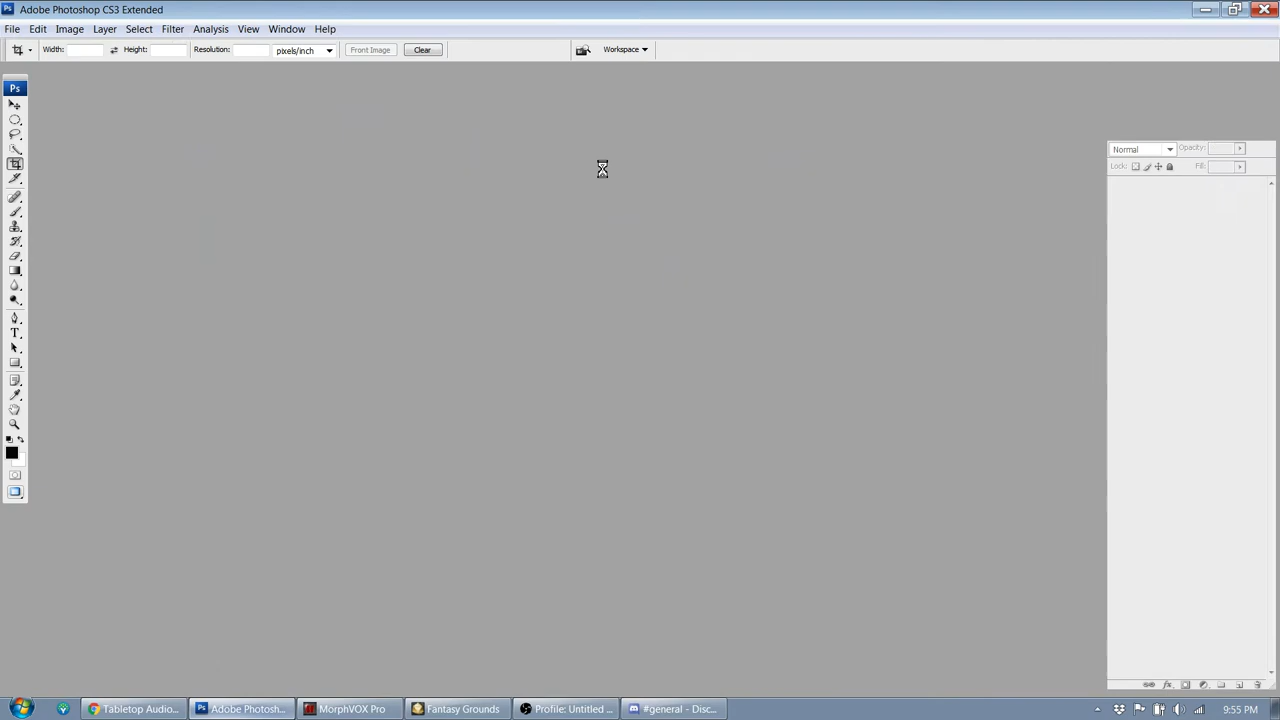 Ps Adobe Photoshop CS3 Extended
File Edit Image Layer Select Filter Analysis View Window Help
Width: Height: Resolution: pixels/inch Front Image Clear Workspace
Ps
Normal Opacity:
Lock: Fill:
T
Tabletop Audio... Ps Adobe Photosh... MorphVOX Pro Fantasy Grounds Profile: Untitled ... #general - Disc... 9:55 PM